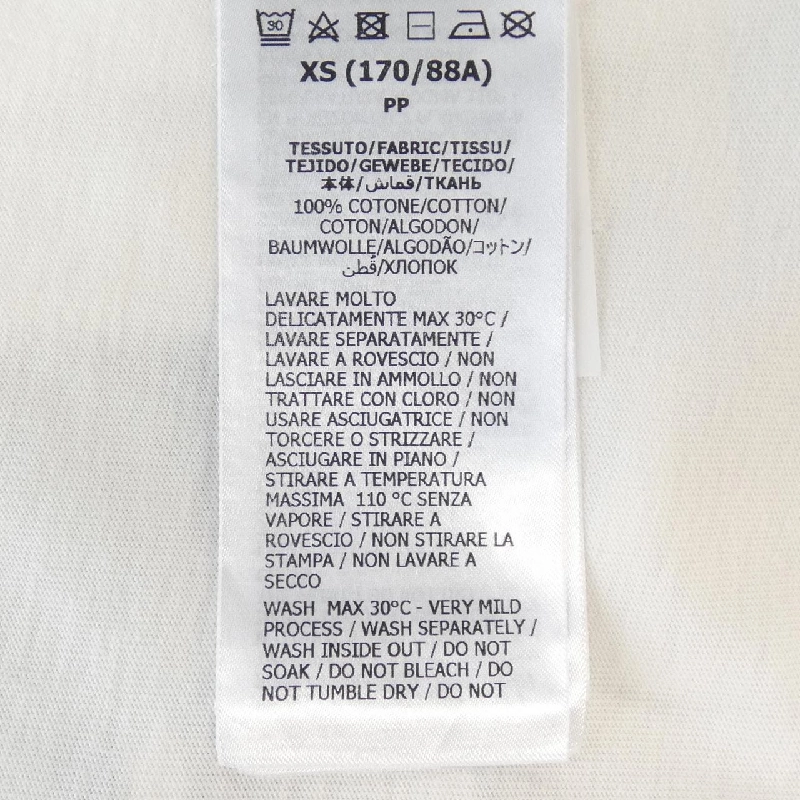 30
XS (170/88A)
PP
TESSUTO/FABRIC/TISSU/
TEJIDO/GEWEBE/TECIDO/
本体/قماش/ТКАНЬ
100% COTONE/COTTON/
COTON/ALGODON/
BAUMWOLLE/ALGODÃO/コットン/
قُطن/ХЛОПОК
LAVARE MOLTO
DELICATAMENTE MAX 30°C /
LAVARE SEPARATAMENTE /
LAVARE A ROVESCIO / NON
LASCIARE IN AMMOLLO / NON
TRATTARE CON CLORO / NON
USARE ASCIUGATRICE / NON
TORCERE O STRIZZARE /
ASCIUGARE IN PIANO /
STIRARE A TEMPERATURA
MASSIMA 110 °C SENZA
VAPORE / STIRARE A
ROVESCIO / NON STIRARE LA
STAMPA / NON LAVARE A
SECCO
WASH MAX 30°C - VERY MILD
PROCESS / WASH SEPARATELY /
WASH INSIDE OUT / DO NOT
SOAK / DO NOT BLEACH / DO
NOT TUMBLE DRY / DO NOT